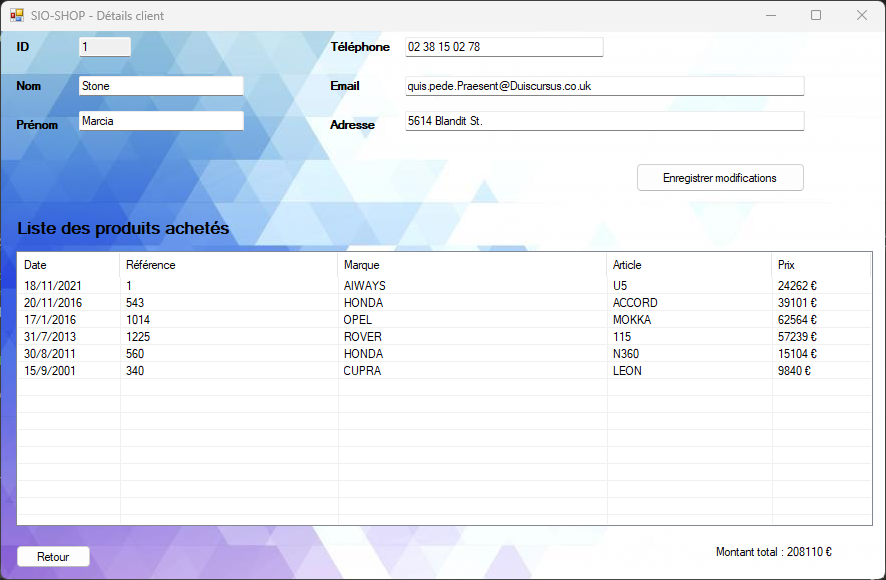 SIO-SHOP - Détails client
ID 1 Téléphone 02 38 15 02 78
Nom Stone Email quis.pede.Praesent@Duiscursus.co.uk
Prénom Marcia Adresse 5614 Blandit St.
Enregistrer modifications
Liste des produits achetés
Date Référence Marque Article Prix
18/11/2021 1 AIWAYS U5 24262 €
20/11/2016 543 HONDA ACCORD 39101 €
17/1/2016 1014 OPEL MOKKA 62564 €
31/7/2013 1225 ROVER 115 57239 €
30/8/2011 560 HONDA N360 15104 €
15/9/2001 340 CUPRA LEON 9840 €
Retour Montant total : 208110 €